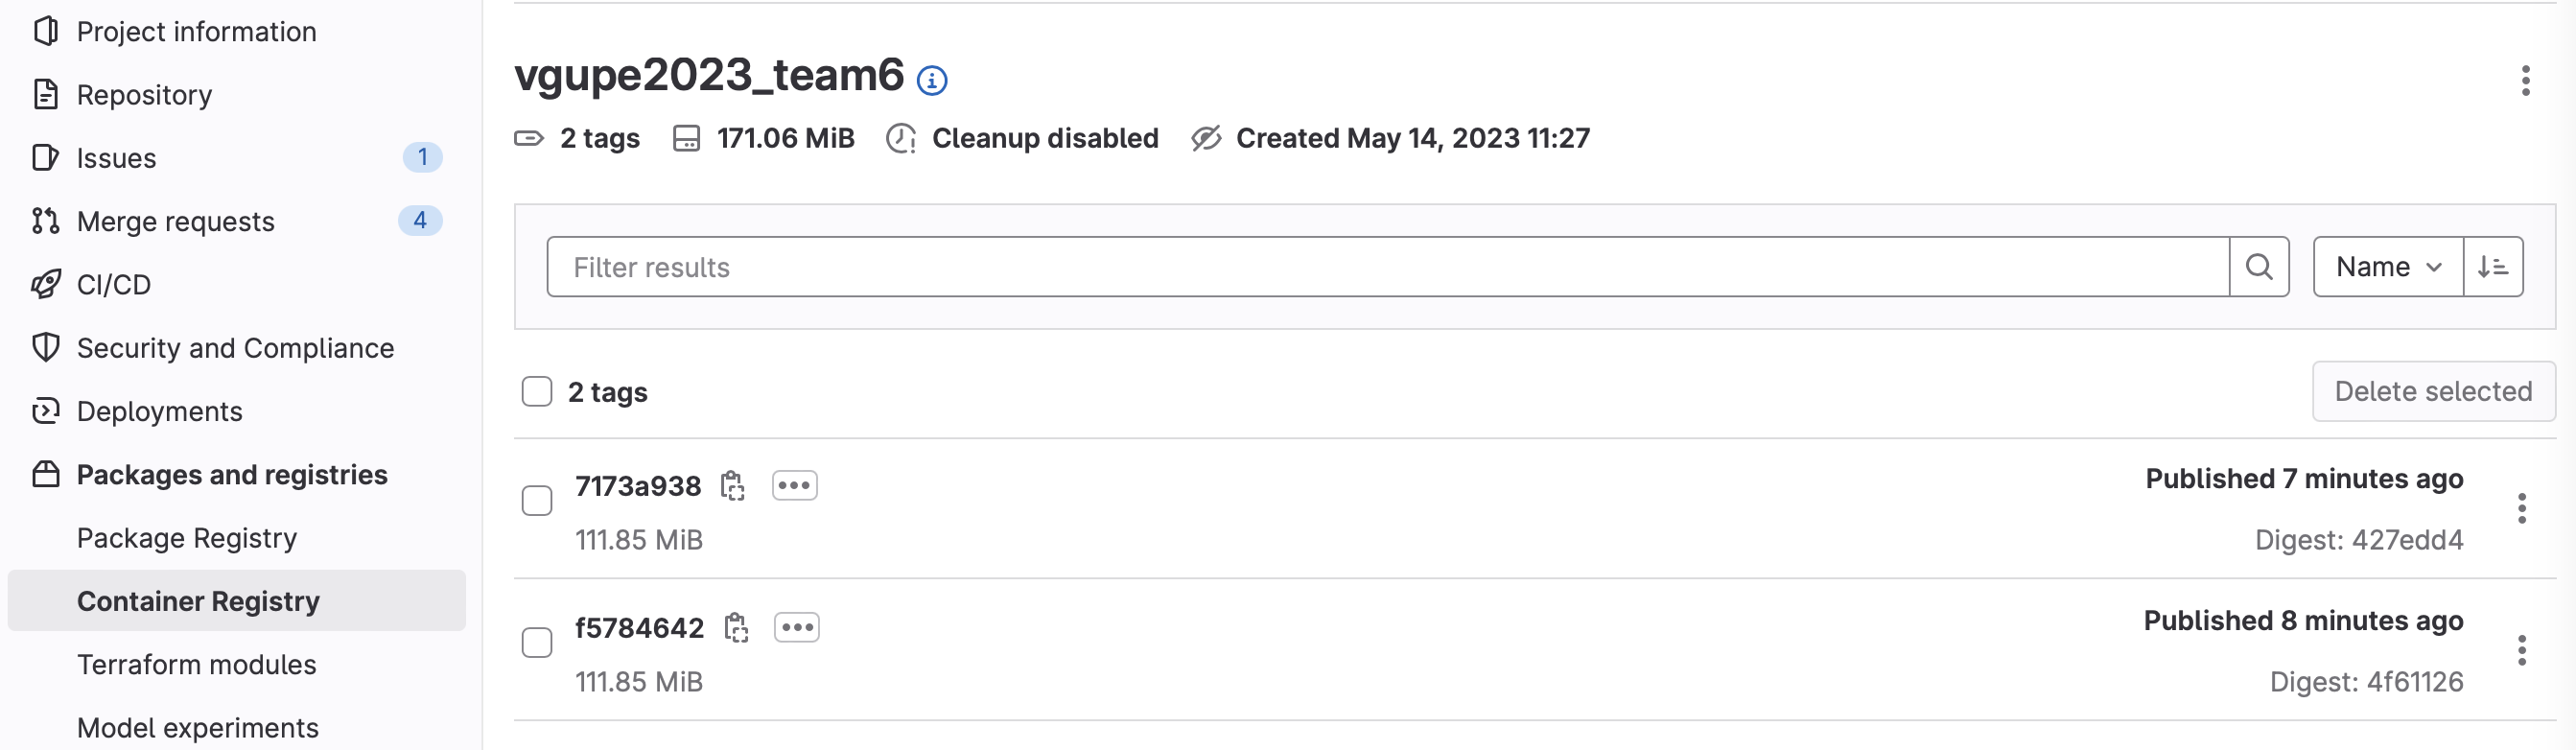 Project information
Repository
Issues 1
Merge requests 4
CI/CD
Security and Compliance
Deployments
Packages and registries
Package Registry
Container Registry
Terraform modules
Model experiments
vgupe2023_team6
2 tags 171.06 MiB Cleanup disabled Created May 14, 2023 11:27
Filter results Name
2 tags Delete selected
7173a938 Published 7 minutes ago
111.85 MiB Digest: 427edd4
f5784642 Published 8 minutes ago
111.85 MiB Digest: 4f61126